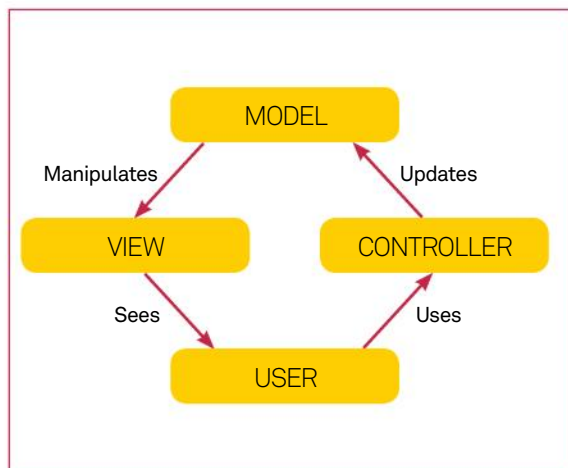 MODEL
Manipulates
Updates
VIEW
CONTROLLER
Sees
Uses
USER